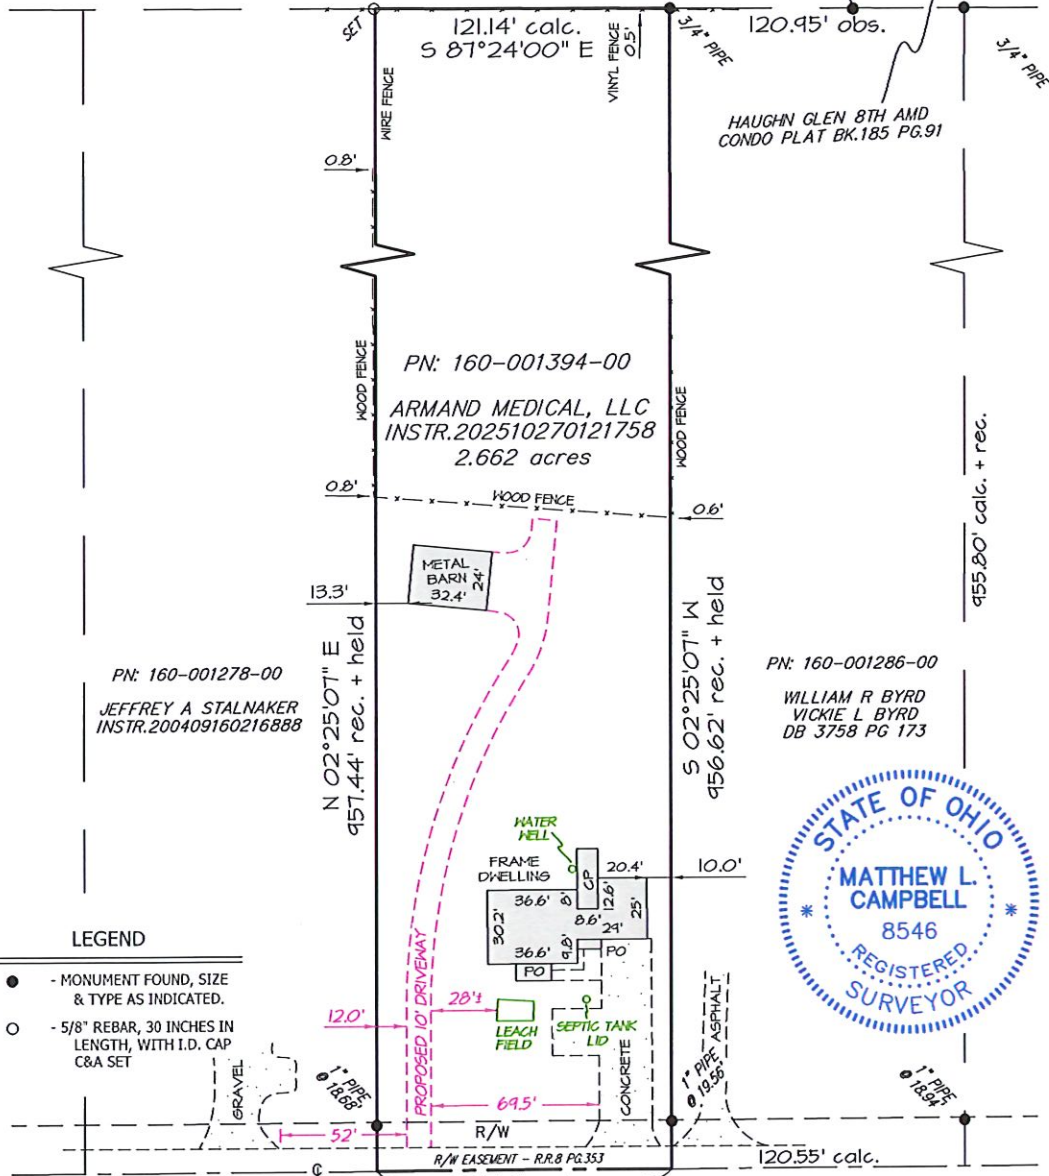 SET
121.14' calc.
S 87°24'00" E
VINYL FENCE
0.5'
3/4" PIPE
120.95' obs.
3/4" PIPE
HAUGHN GLEN 8TH AMD
CONDO PLAT BK.185 PG.91
WIRE FENCE
0.8'
WOOD FENCE
PN: 160-001394-00
ARMAND MEDICAL, LLC
INSTR.202510270121758
2.662 acres
WOOD FENCE
955.80' calc. + rec.
0.8'
WOOD FENCE
0.6'
METAL
BARN
24'
32.4'
13.3'
N 02°25'07" E
957.44' rec. + held
S 02°25'07" W
956.62' rec. + held
PN: 160-001278-00
JEFFREY A STALNAKER
INSTR.200409160216888
PN: 160-001286-00
WILLIAM R BYRD
VICKIE L BYRD
DB 3758 PG 173
STATE OF OHIO
MATTHEW L.
CAMPBELL
8546
REGISTERED
SURVEYOR
WATER
WELL
FRAME
DWELLING
CP
20.4'
10.0'
36.6'
8'
12.6'
25'
30.2'
8.6'
29'
36.6'
9.8'
PO
PO
LEGEND
- MONUMENT FOUND, SIZE
& TYPE AS INDICATED.
- 5/8" REBAR, 30 INCHES IN
LENGTH, WITH I.D. CAP
C&A SET
PROPOSED 10' DRIVEWAY
28'±
12.0'
LEACH
FIELD
SEPTIC TANK
LID
CONCRETE
ASPHALT
GRAVEL
1" PIPE
@ 18.68'
1" PIPE
@ 19.56'
1" PIPE
@ 18.94'
69.5'
52'
R/W
R/W EASEMENT - R.R.8 PG.353
120.55' calc.